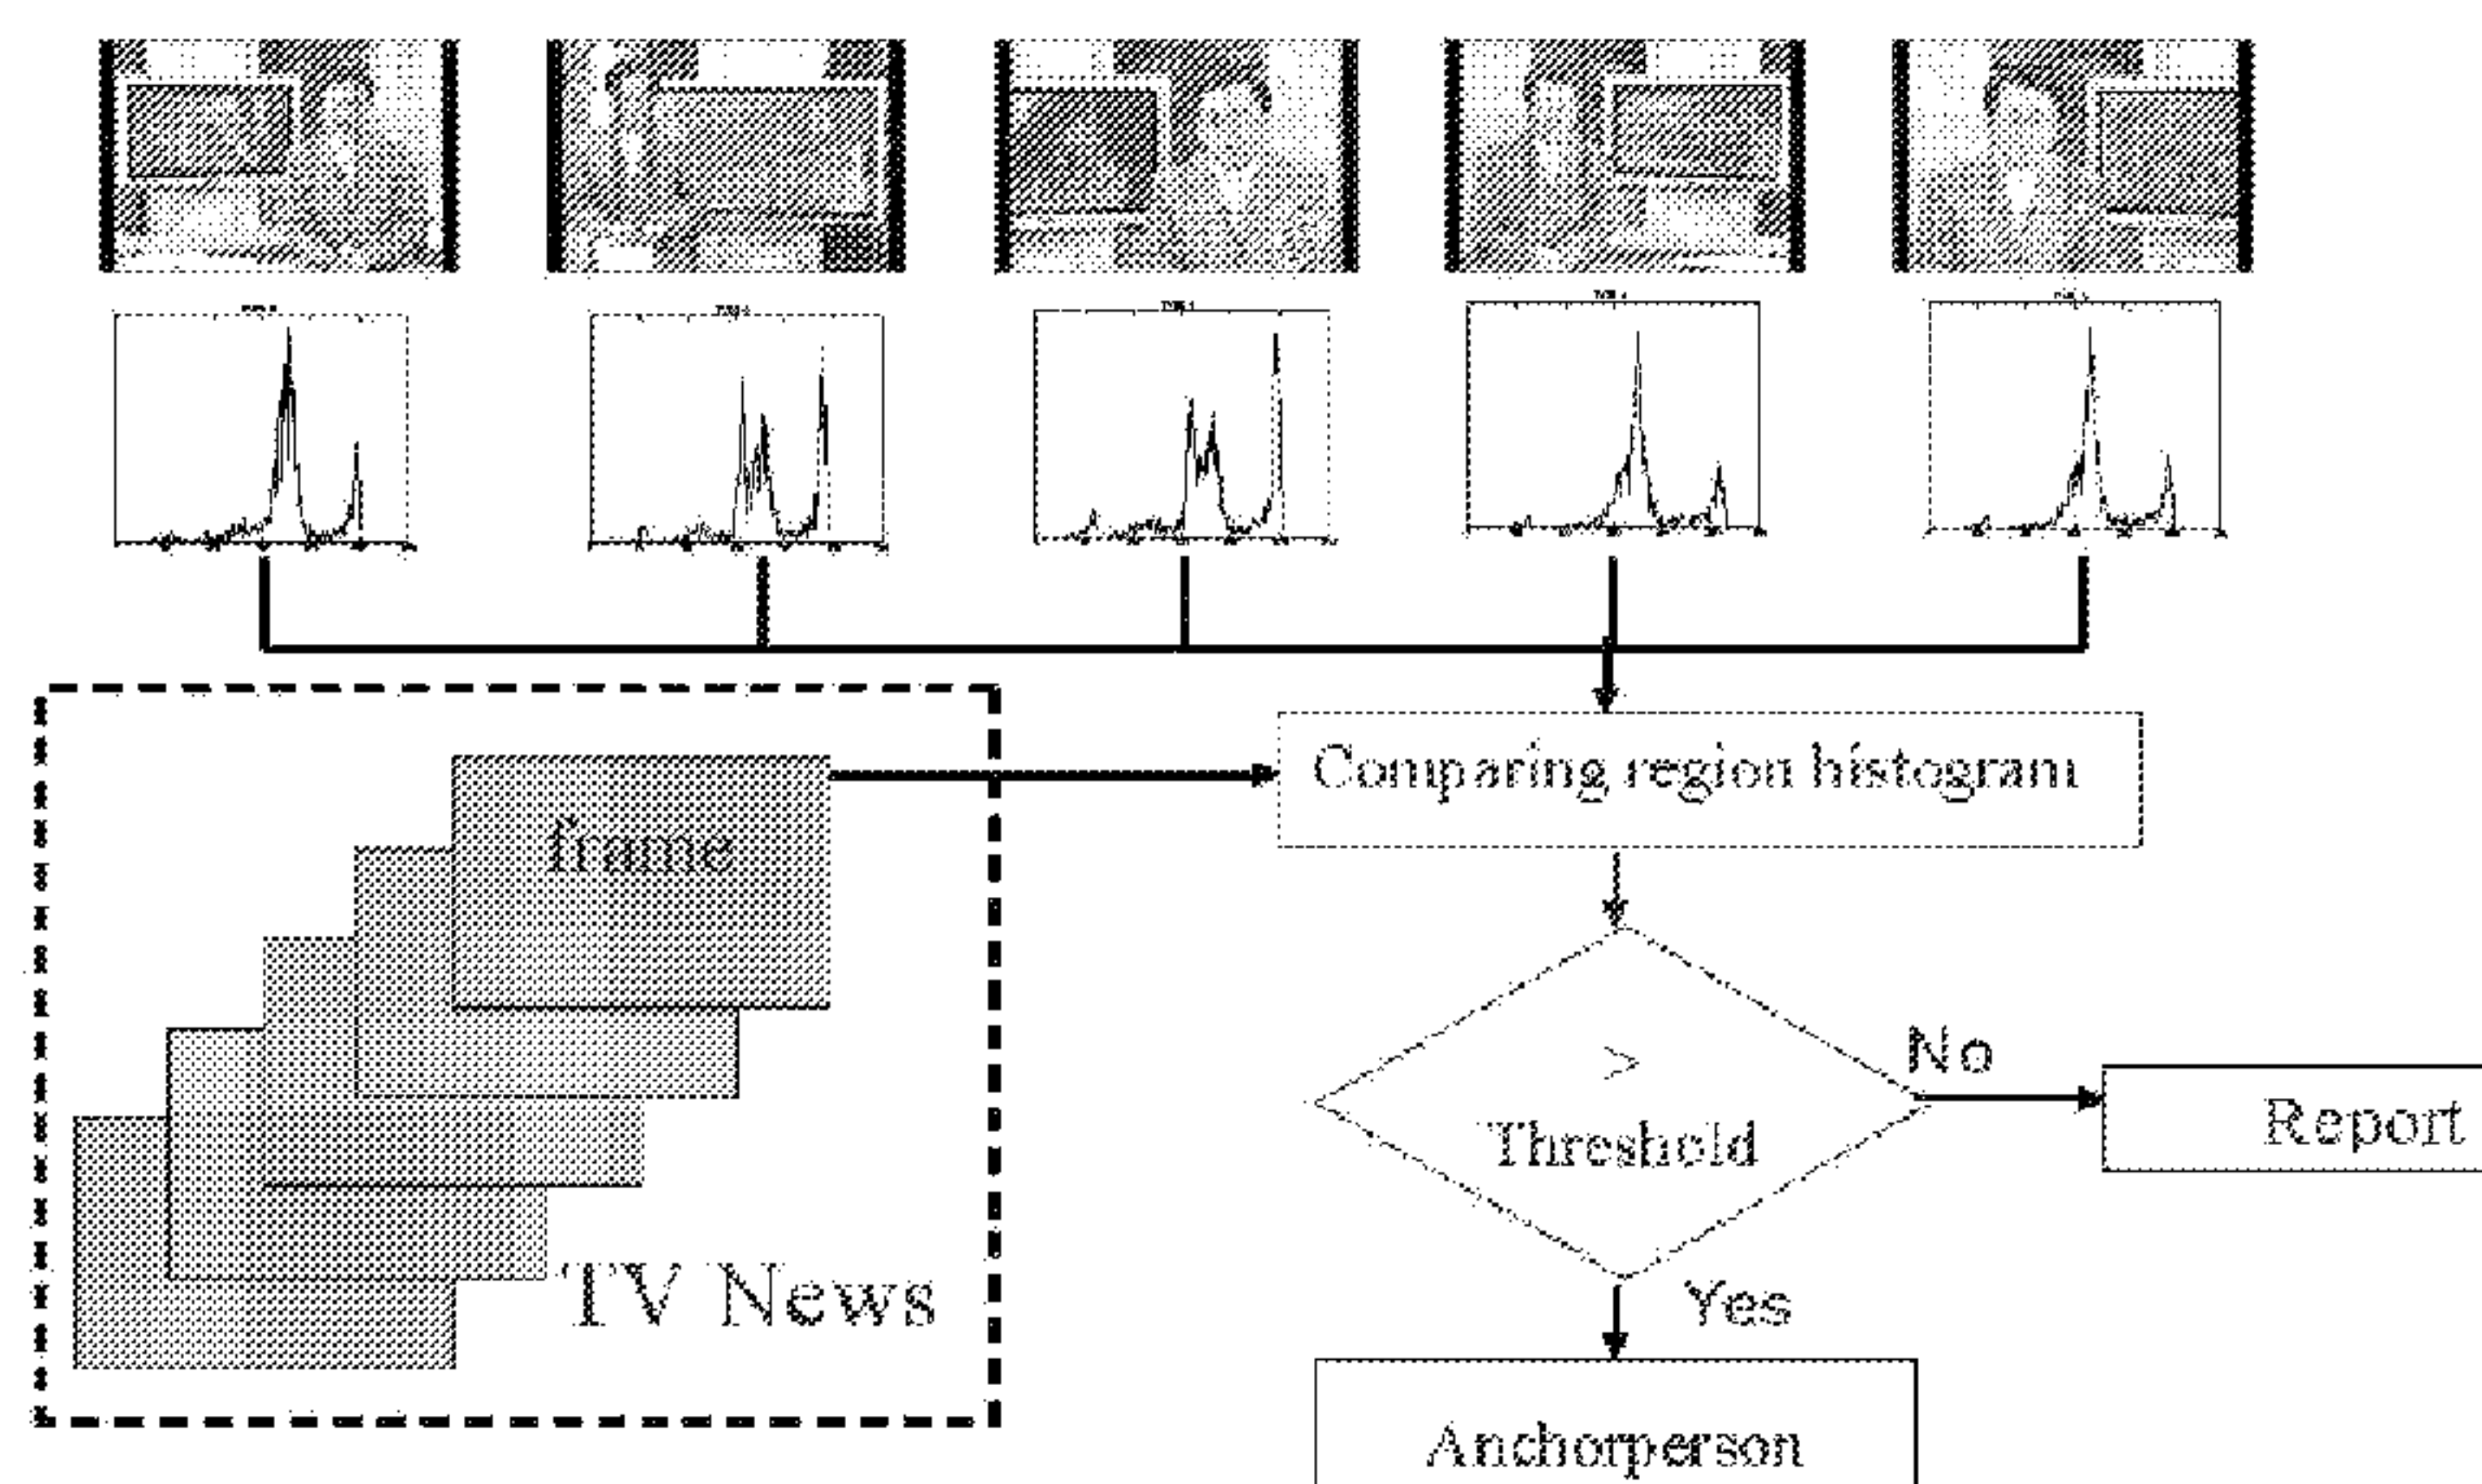 Comparing region histogram
frame
>
Threshold
No
Report
TV News
Yes
Anchorperson